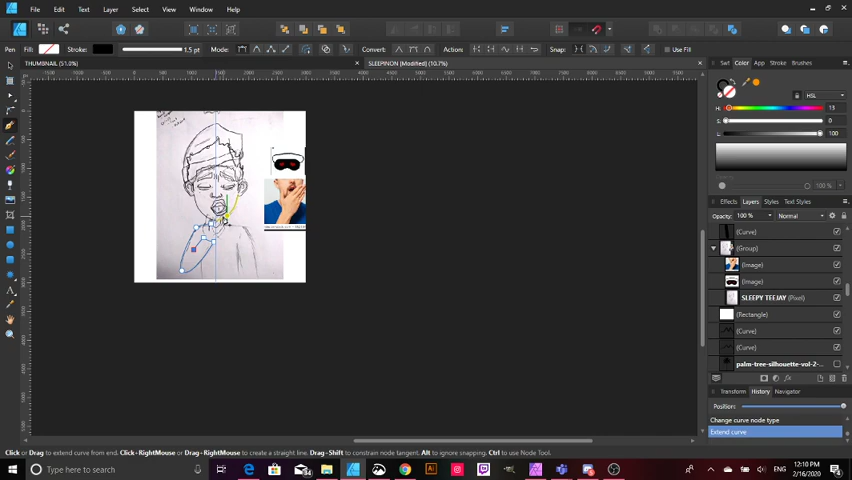 File Edit Text Layer Select View Window Help
Pen Fill: Stroke: 1.5 pt Mode: Convert: Action: Snap: Use Fill
THUMBNAIL (51.0%) × SLEEPINON [Modified] (10.7%) ×
Set Color App Stroke Brushes
HSL
H: 13
S: 0
L: 100
%
Effects Layers Styles Text Styles
Opacity: 100 % Normal
(Curve)
(Group)
(Image)
(Image)
SLEEPY TEEJAY (Pixel)
(Rectangle)
(Curve)
(Curve)
palm-tree-silhouette-vol-2-...
Transform History Navigator
Position:
Change curve node type
Extend curve
Click or Drag to extend curve from end. Click+RightMouse or Drag+RightMouse to create a straight line. Drag+Shift to constrain node tangent. Alt to ignore snapping. Ctrl to use Node Tool.
Type here to search
ENG
12:10 PM
2/16/2020